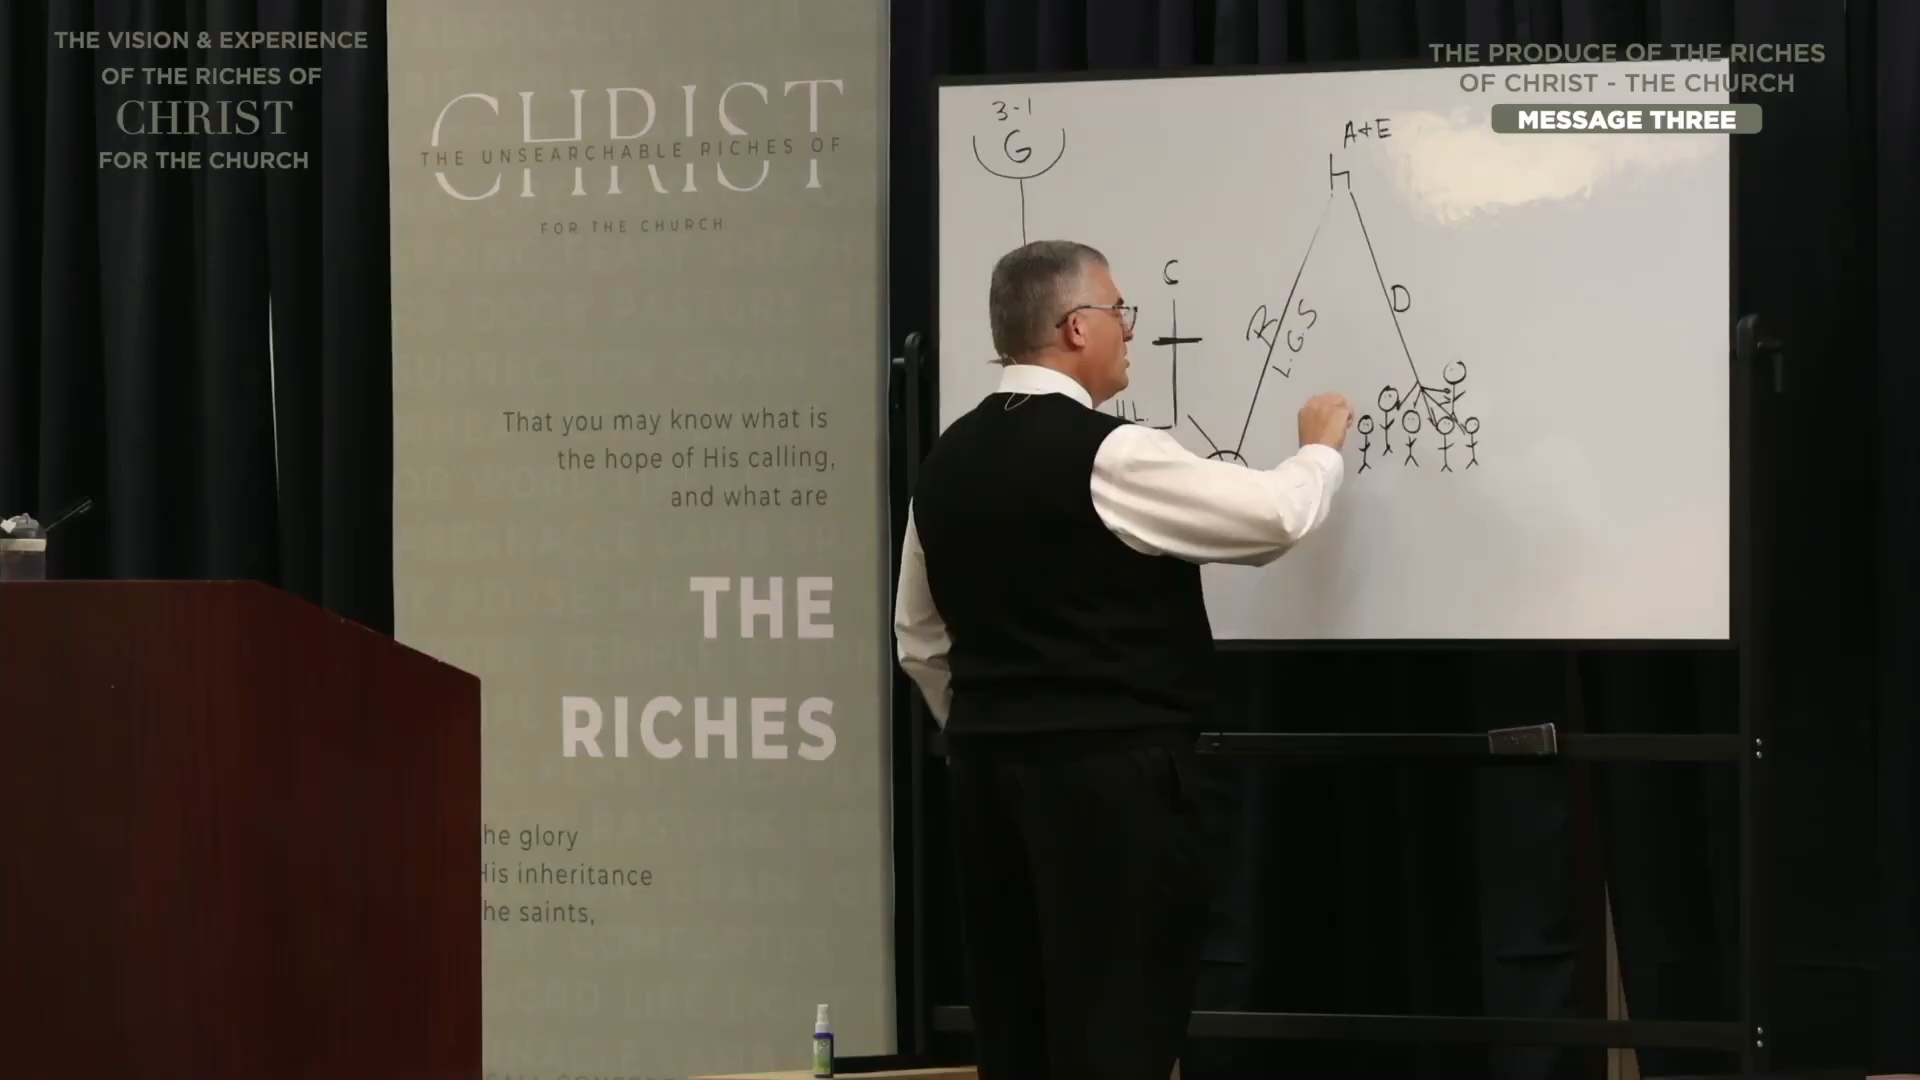 THE VISION & EXPERIENCE
OF THE RICHES OF
CHRIST
FOR THE CHURCH
THE PRODUCE OF THE RICHES
OF CHRIST - THE CHURCH
MESSAGE THREE
CHRIST
THE UNSEARCHABLE RICHES OF
FOR THE CHURCH
That you may know what is
the hope of His calling,
and what are
THE
RICHES
he glory
His inheritance
he saints,
3-1
G
A+E
C
R
L.G.S
D
H.L.